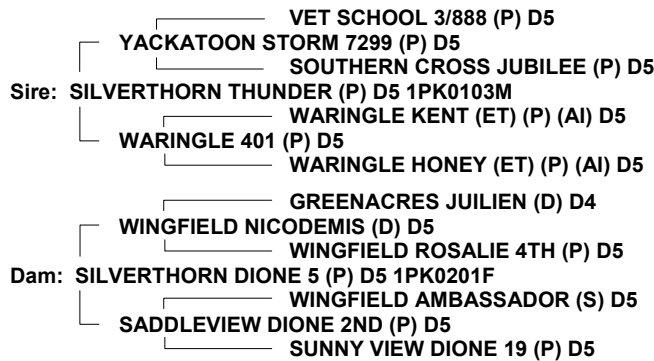 VET SCHOOL 3/888 (P) D5
YACKATOON STORM 7299 (P) D5
SOUTHERN CROSS JUBILEE (P) D5
Sire: SILVERTHORN THUNDER (P) D5 1PK0103M
WARINGLE KENT (ET) (P) (AI) D5
WARINGLE 401 (P) D5
WARINGLE HONEY (ET) (P) (AI) D5
GREENACRES JUILIEN (D) D4
WINGFIELD NICODEMIS (D) D5
WINGFIELD ROSALIE 4TH (P) D5
Dam: SILVERTHORN DIONE 5 (P) D5 1PK0201F
WINGFIELD AMBASSADOR (S) D5
SADDLEVIEW DIONE 2ND (P) D5
SUNNY VIEW DIONE 19 (P) D5